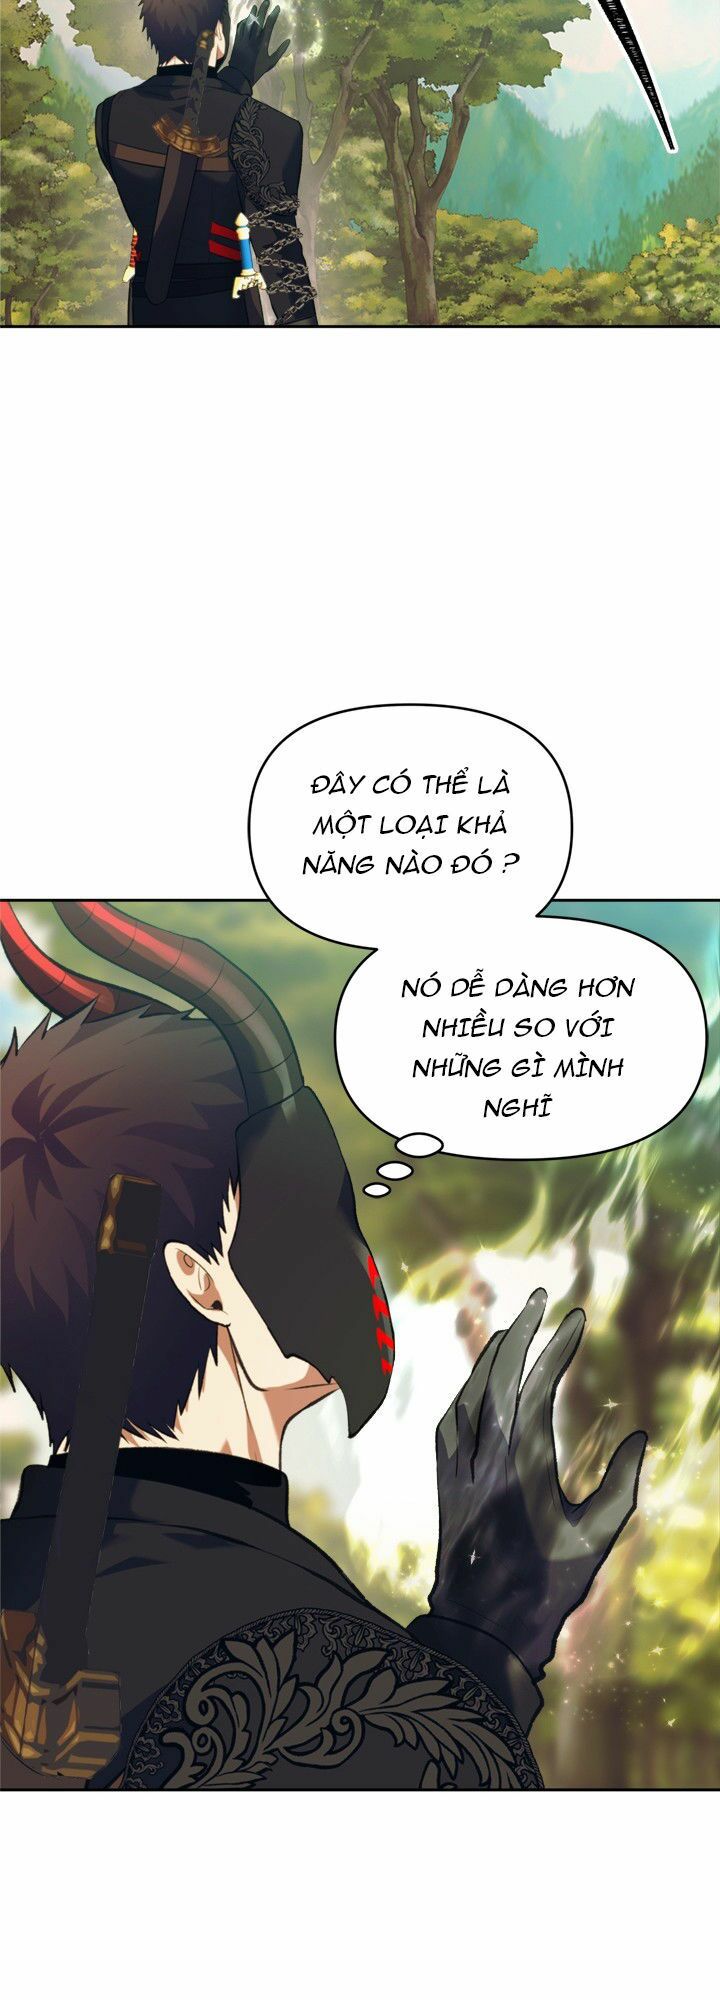 ĐÂY CÓ THỂ LÀ
MỘT LOẠI KHẢ
NĂNG NÀO ĐÓ ?
NÓ DỄ DÀNG HƠN
NHIỀU SO VỚI
NHỮNG GÌ MÌNH
NGHĨ